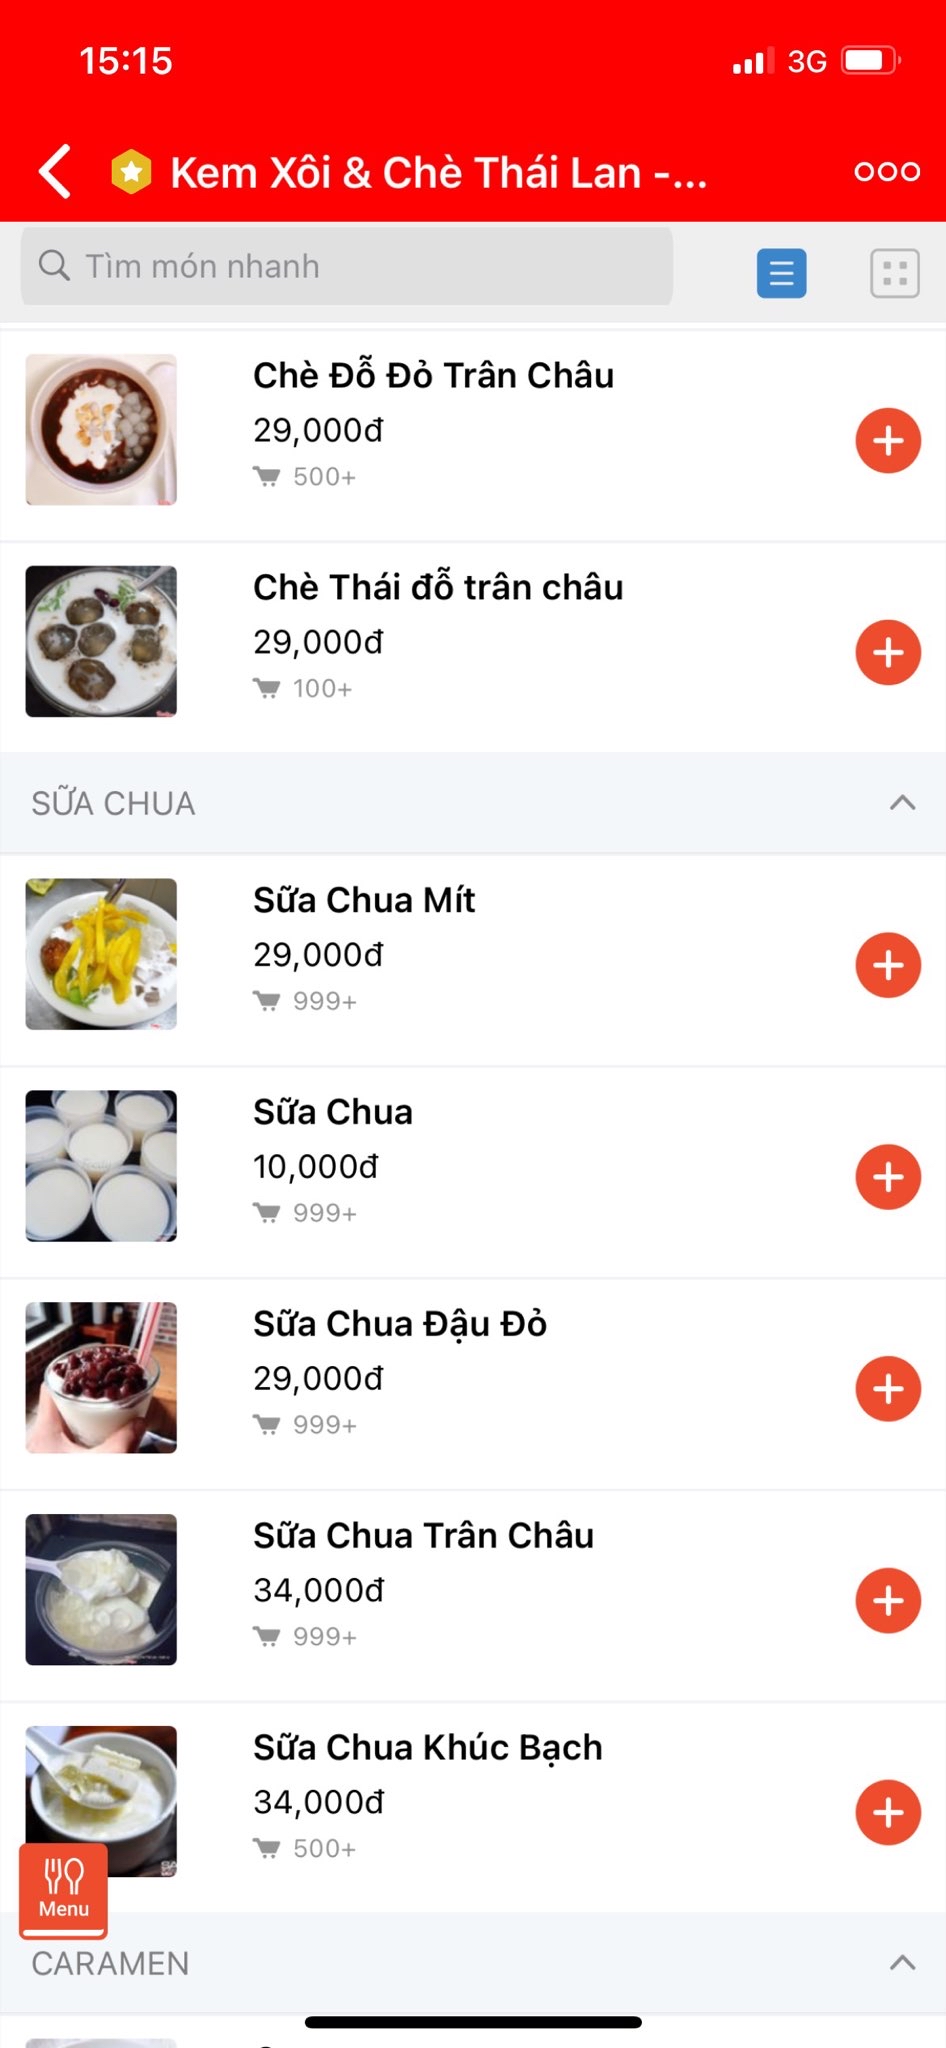 15:15
3G
Kem Xôi & Chè Thái Lan -...
Tìm món nhanh
Chè Đỗ Đỏ Trân Châu
29,000đ
500+
Chè Thái đỗ trân châu
29,000đ
100+
SỮA CHUA
Sữa Chua Mít
29,000đ
999+
Sữa Chua
10,000đ
999+
Sữa Chua Đậu Đỏ
29,000đ
999+
Sữa Chua Trân Châu
34,000đ
999+
Sữa Chua Khúc Bạch
34,000đ
500+
Menu
CARAMEN